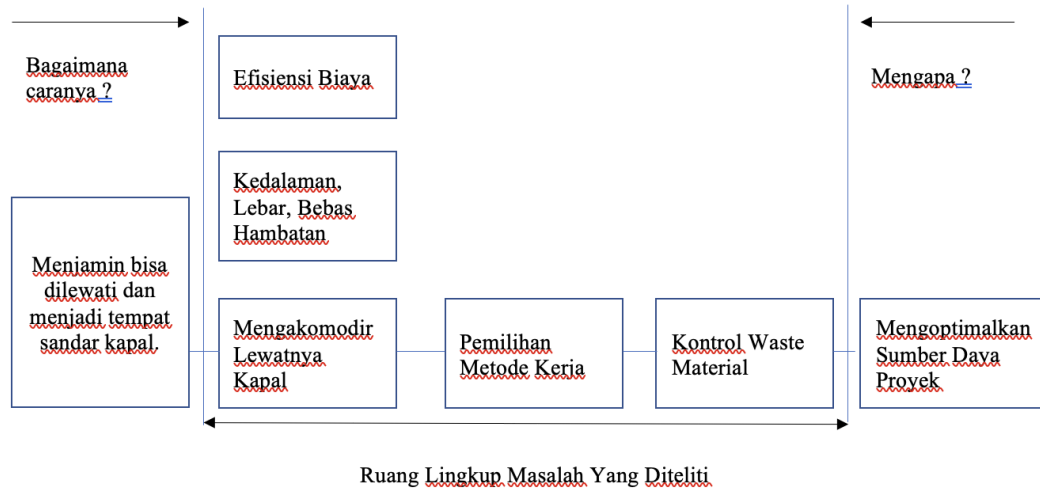 Bagaimana
caranya ?
Efisiensi Biaya
Mengapa ?
Kedalaman,
Lebar, Bebas
Hambatan
Menjamin bisa
dilewati dan
menjadi tempat
sandar kapal.
Mengakomodir
Lewatnya
Kapal
Pemilihan
Metode Kerja
Kontrol Waste
Material
Mengoptimalkan
Sumber Daya
Proyek
Ruang Lingkup Masalah Yang Diteliti